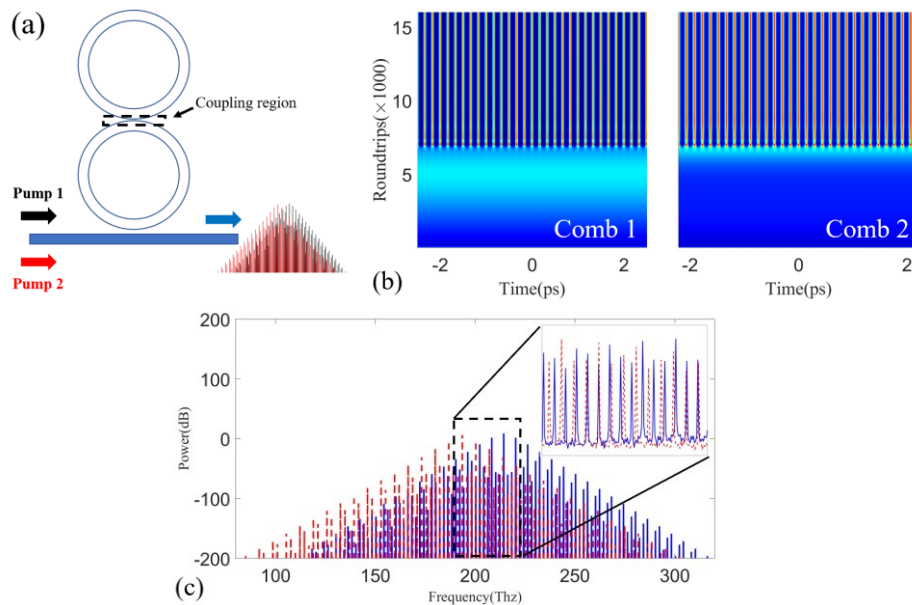 (a)
Coupling region
Pump 1
Pump 2
Roundtrips(×1000)
15
10
5
Comb 1
Comb 2
-2
0
2
-2
0
2
Time(ps)
Time(ps)
(b)
200
100
0
-100
-200
Power(dB)
100
150
200
250
300
Frequency(Thz)
(c)